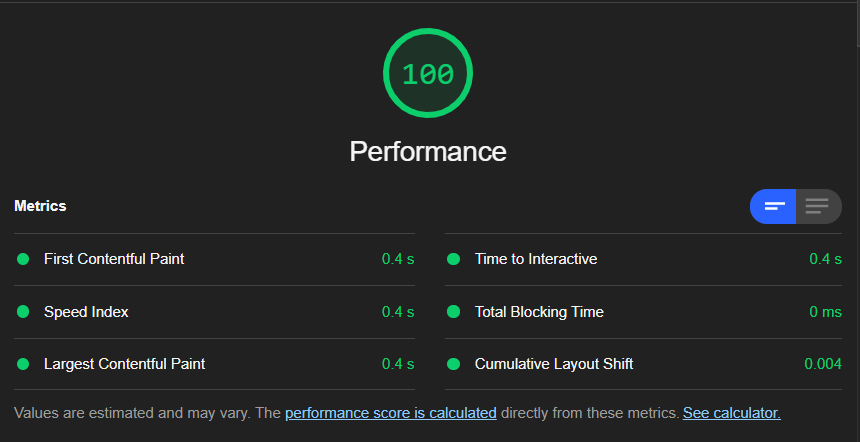 100
Performance
Metrics
First Contentful Paint 0.4 s
Time to Interactive 0.4 s
Speed Index 0.4 s
Total Blocking Time 0 ms
Largest Contentful Paint 0.4 s
Cumulative Layout Shift 0.004
Values are estimated and may vary. The performance score is calculated directly from these metrics. See calculator.